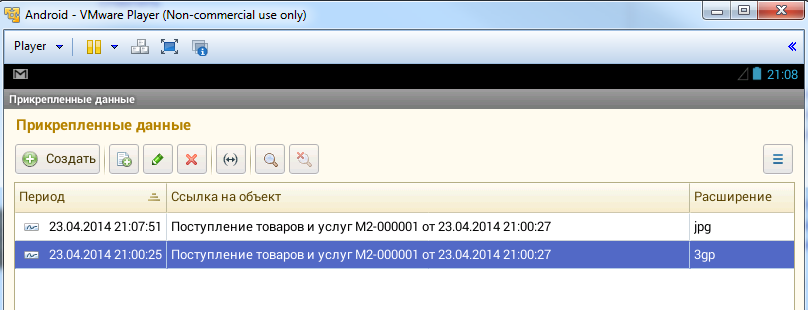 Android - VMware Player (Non-commercial use only)
Player
21:08
Прикрепленные данные
Прикрепленные данные
Создать
Период Ссылка на объект Расширение
23.04.2014 21:07:51 Поступление товаров и услуг М2-000001 от 23.04.2014 21:00:27 jpg
23.04.2014 21:00:25 Поступление товаров и услуг М2-000001 от 23.04.2014 21:00:27 3gp